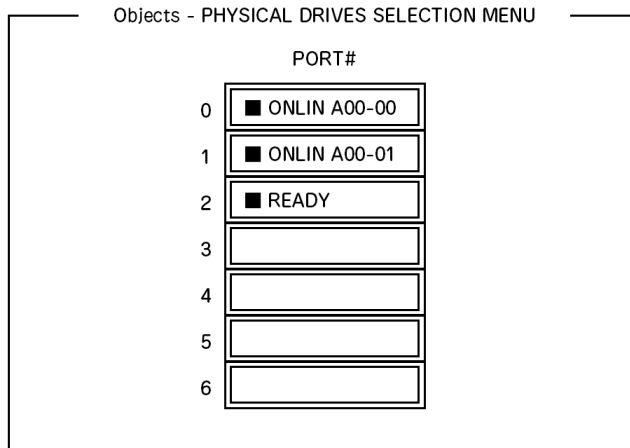 Objects - PHYSICAL DRIVES SELECTION MENU
PORT#
0 ■ ONLIN A00-00
1 ■ ONLIN A00-01
2 ■ READY
3
4
5
6